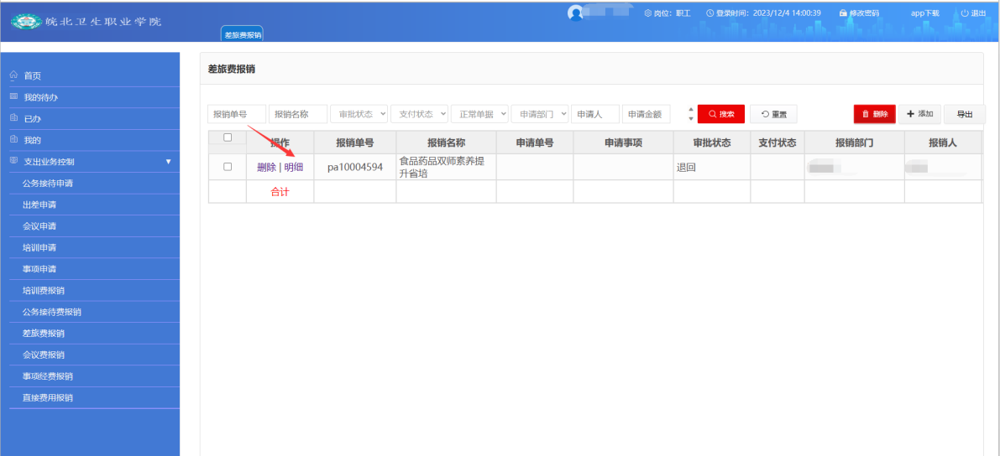 皖北卫生职业学院
岗位：职工 登录时间：2023/12/4 14:00:39 修改密码 app下载 退出
差旅费报销
首页
我的待办
已办
我的
支出业务控制
公务接待申请
出差申请
会议申请
培训申请
事项申请
培训费报销
公务接待费报销
差旅费报销
会议费报销
事项经费报销
直接费用报销
差旅费报销
报销单号 报销名称 审批状态 支付状态 正常单据 申请部门 申请人 申请金额 搜索 重置 删除 添加 导出
操作 报销单号 报销名称 申请单号 申请事项 审批状态 支付状态 报销部门 报销人
删除 | 明细 pa10004594 食品药品双师素养提 退回
升省培
合计